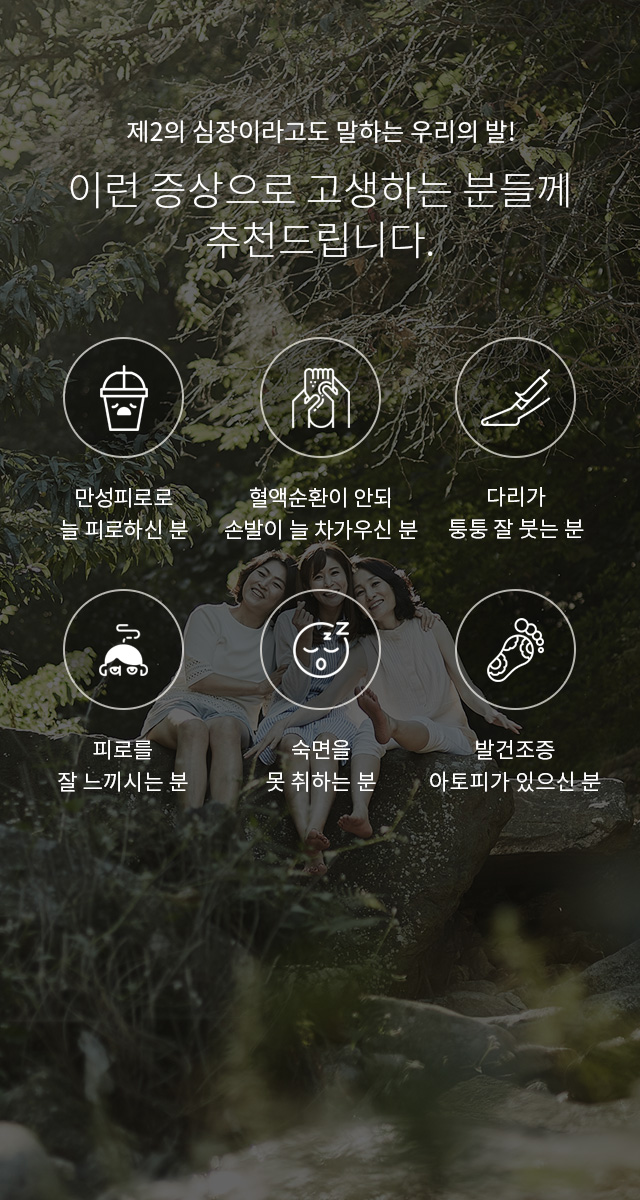 제2의 심장이라고도 말하는 우리의 발!
이런 증상으로 고생하는 분들께
추천드립니다.
만성피로로
늘 피로하신 분
혈액순환이 안되
손발이 늘 차가우신 분
다리가
퉁퉁 잘 붓는 분
피로를
잘 느끼시는 분
숙면을
못 취하는 분
발건조증
아토피가 있으신 분